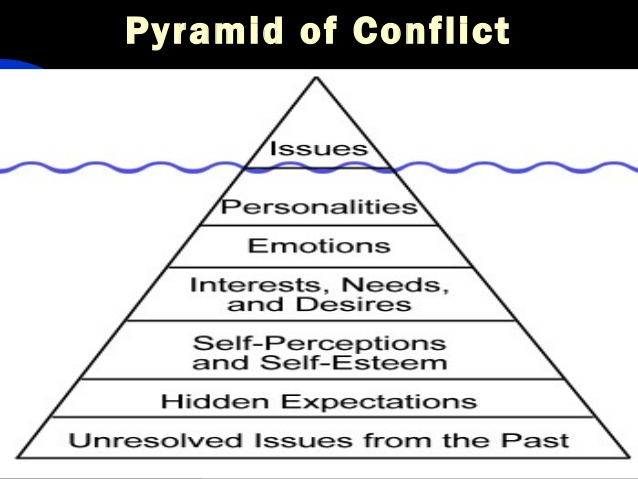 Pyramid of Conflict
Issues
Personalities
Emotions
Interests, Needs,
and Desires
Self-Perceptions
and Self-Esteem
Hidden Expectations
Unresolved Issues from the Past